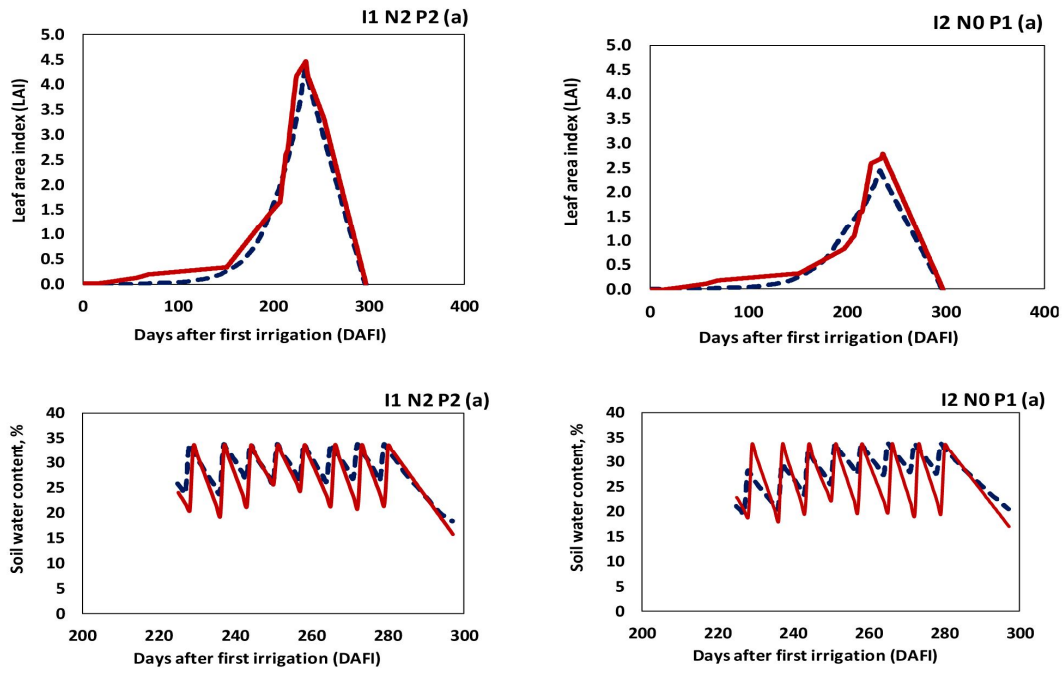 I1 N2 P2 (a)
Leaf area index (LAI)
5.0
4.5
4.0
3.5
3.0
2.5
2.0
1.5
1.0
0.5
0.0
0 100 200 300 400
Days after first irrigation (DAFI)
I2 N0 P1 (a)
Leaf area index (LAI)
5.0
4.5
4.0
3.5
3.0
2.5
2.0
1.5
1.0
0.5
0.0
0 100 200 300 400
Days after first irrigation (DAFI)
I1 N2 P2 (a)
Soil water content, %
40
35
30
25
20
15
10
5
0
200 220 240 260 280 300
Days after first irrigation (DAFI)
I2 N0 P1 (a)
Soil water content, %
40
35
30
25
20
15
10
5
0
200 220 240 260 280 300
Days after first irrigation (DAFI)